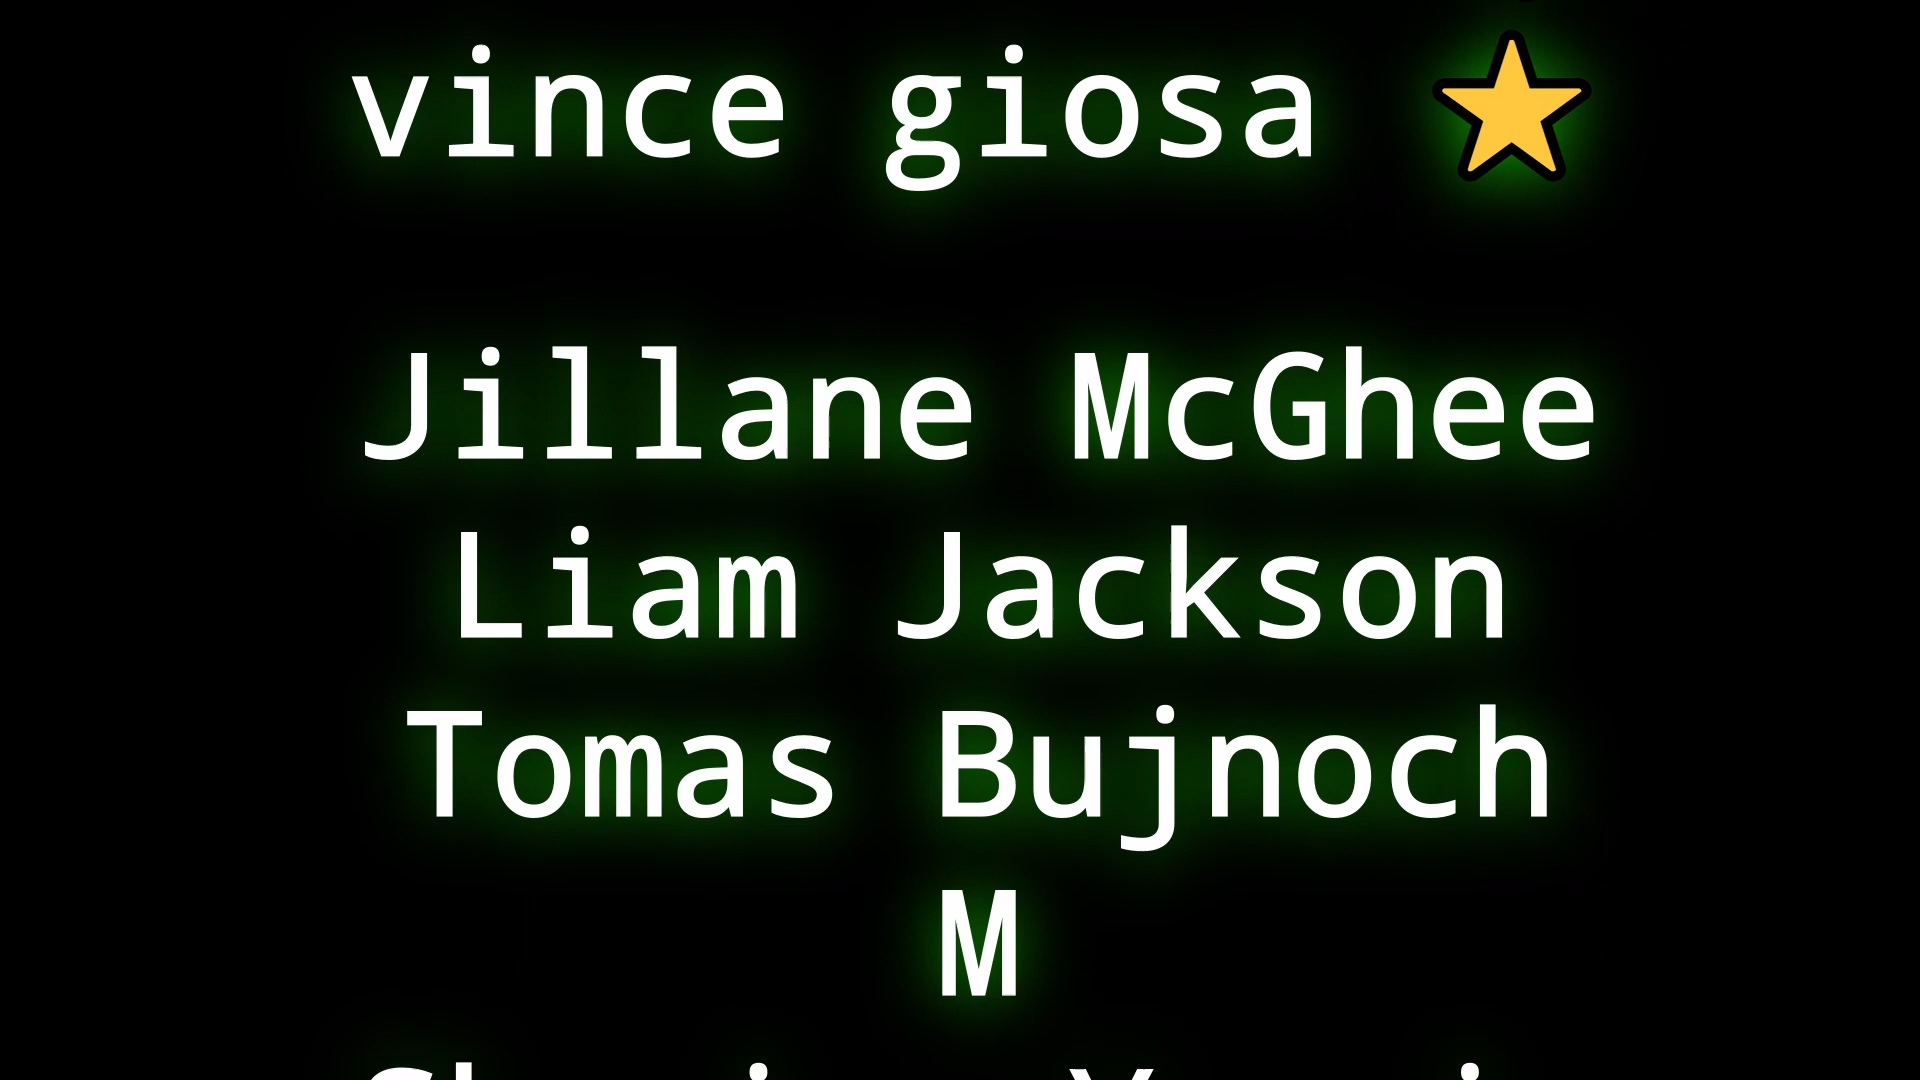 vince giosa ⭐
Jillane McGhee
Liam Jackson
Tomas Bujnoch
M